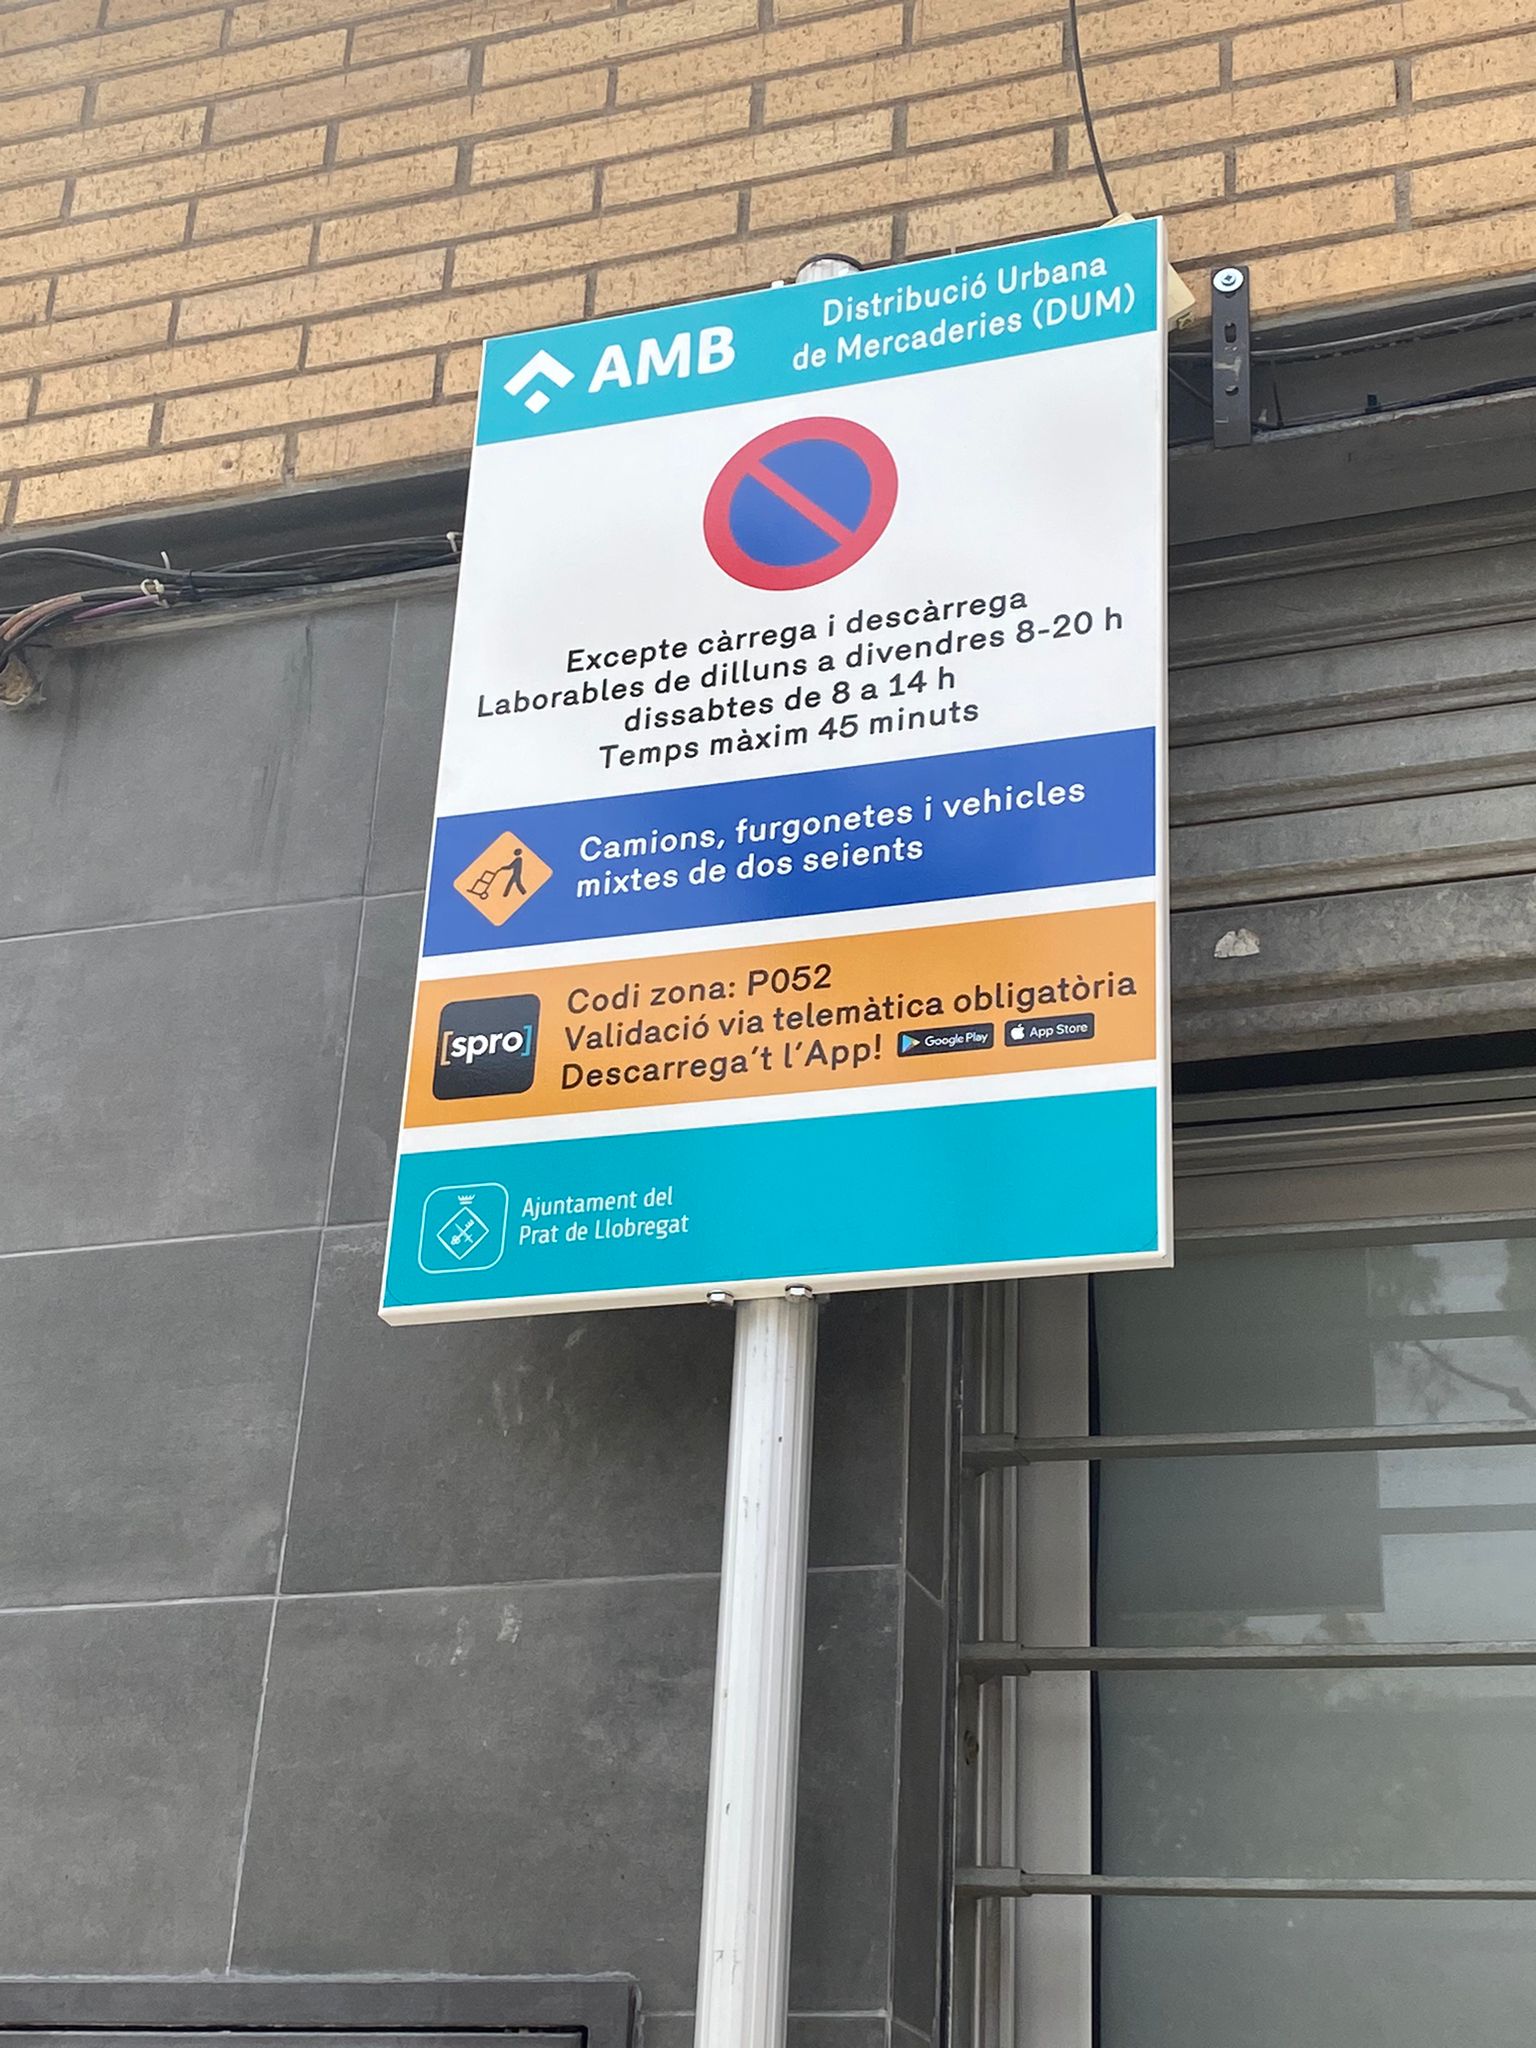 AMB
Distribució Urbana
de Mercaderies (DUM)
Excepte càrrega i descàrrega
Laborables de dilluns a divendres 8-20 h
dissabtes de 8 a 14 h
Temps màxim 45 minuts
Camions, furgonetes i vehicles
mixtes de dos seients
[spro]
Codi zona: P052
Validació via telemàtica obligatòria
Descarrega't l'App! Google Play App Store
Ajuntament del
Prat de Llobregat